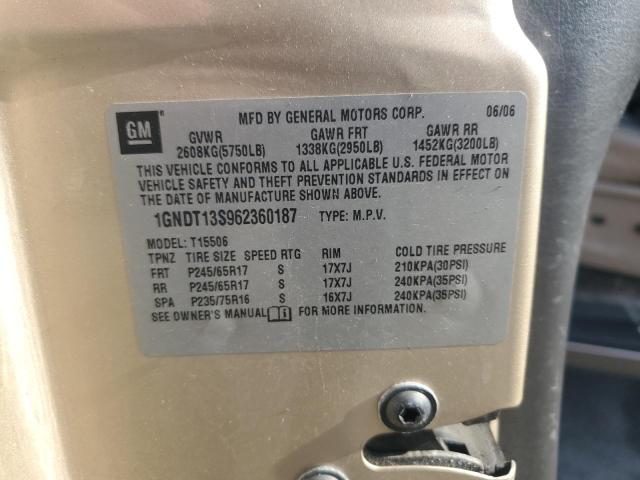 MFD BY GENERAL MOTORS CORP. 06/06
GM
GVWR GAWR FRT GAWR RR
2608KG(5750LB) 1338KG(2950LB) 1452KG(3200LB)
THIS VEHICLE CONFORMS TO ALL APPLICABLE U.S. FEDERAL MOTOR
VEHICLE SAFETY AND THEFT PREVENTION STANDARDS IN EFFECT ON
THE DATE OF MANUFACTURE SHOWN ABOVE.
1GNDT13S962360187 TYPE: M.P.V.
MODEL: T15506
TPNZ TIRE SIZE SPEED RTG RIM COLD TIRE PRESSURE
FRT P245/65R17 S 17X7J 210KPA(30PSI)
RR P245/65R17 S 17X7J 240KPA(35PSI)
SPA P235/75R16 S 16X7J 240KPA(35PSI)
SEE OWNER'S MANUAL FOR MORE INFORMATION.